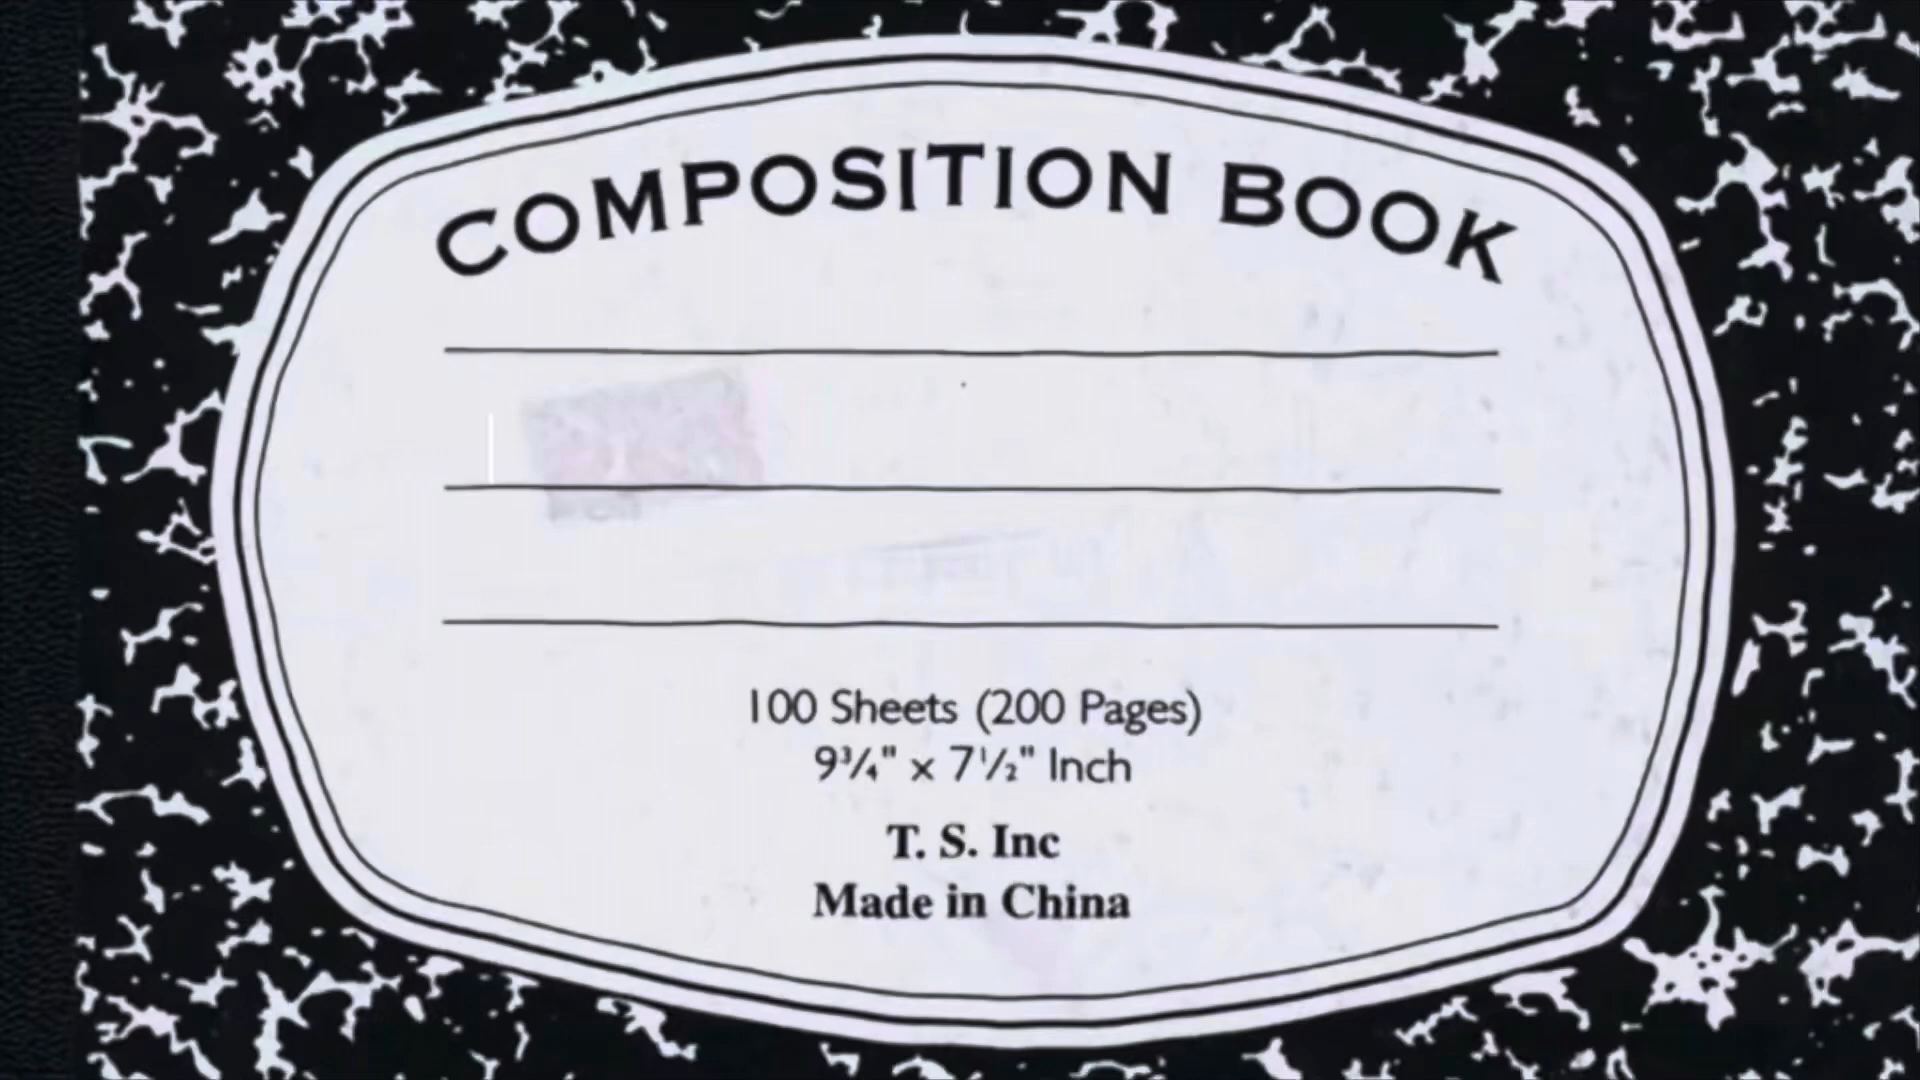 COMPOSITION BOOK
100 Sheets (200 Pages)
9¾" x 7½" Inch
T. S. Inc
Made in China